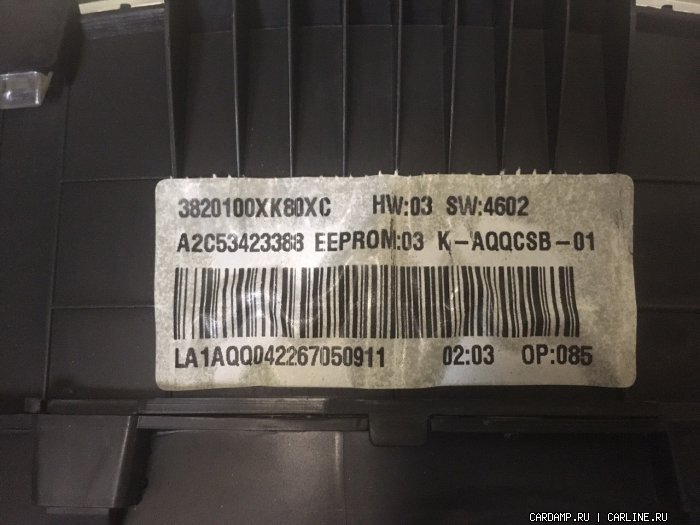 3820100XK80XC HW:03 SW:4602
A2C53423388 EEPROM:03 K-AQQCSB-01
LA1AQQ042267050911 02:03 OP:085
CARDAMP.RU | CARLINE.RU